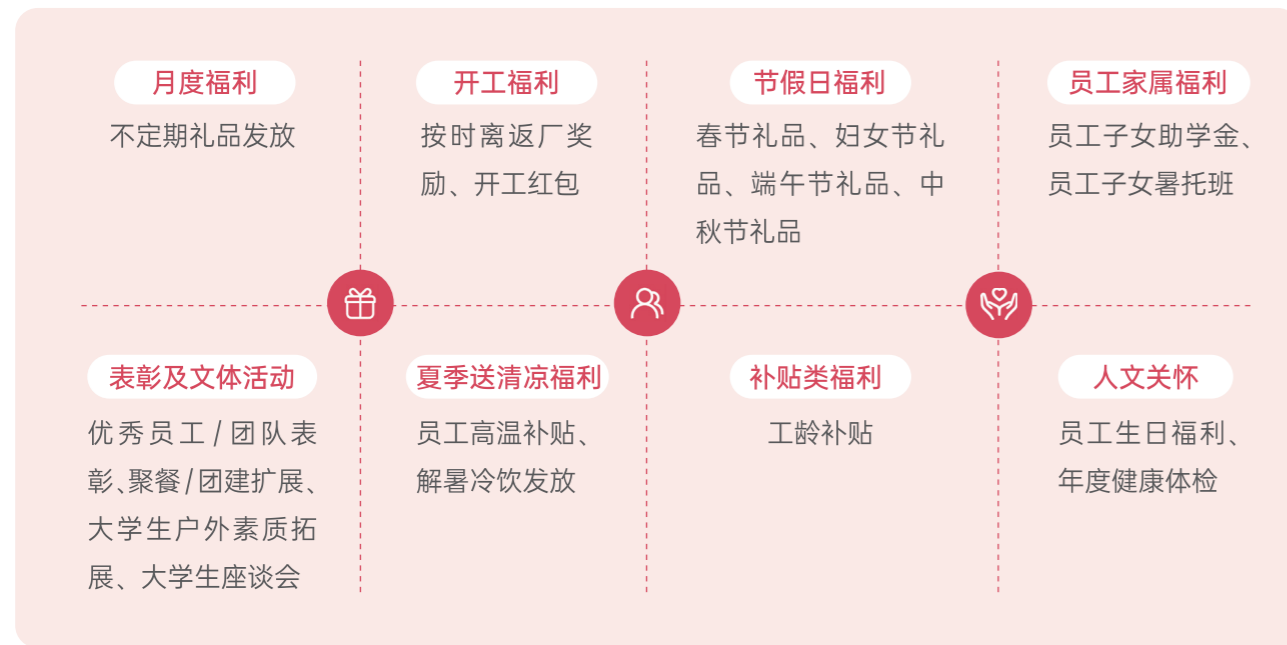 月度福利
不定期礼品发放
开工福利
按时离返厂奖
励、开工红包
节假日福利
春节礼品、妇女节礼
品、端午节礼品、中
秋节礼品
员工家属福利
员工子女助学金、
员工子女暑托班
表彰及文体活动
优秀员工/团队表
彰、聚餐/团建扩展、
大学生户外素质拓
展、大学生座谈会
夏季送清凉福利
员工高温补贴、
解暑冷饮发放
补贴类福利
工龄补贴
人文关怀
员工生日福利、
年度健康体检